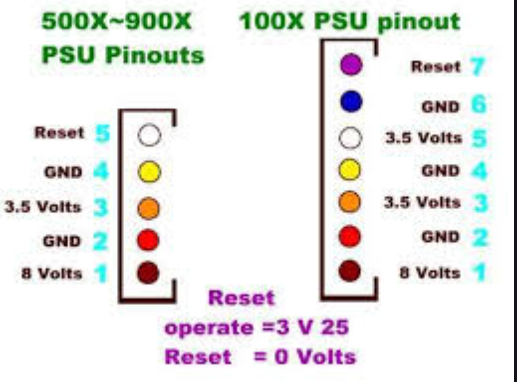 500X~900X
PSU Pinouts
Reset 5
GND 4
3.5 Volts 3
GND 2
8 Volts 1
100X PSU pinout
Reset 7
GND 6
3.5 Volts 5
GND 4
3.5 Volts 3
GND 2
8 Volts 1
Reset
operate =3 V 25
Reset = 0 Volts